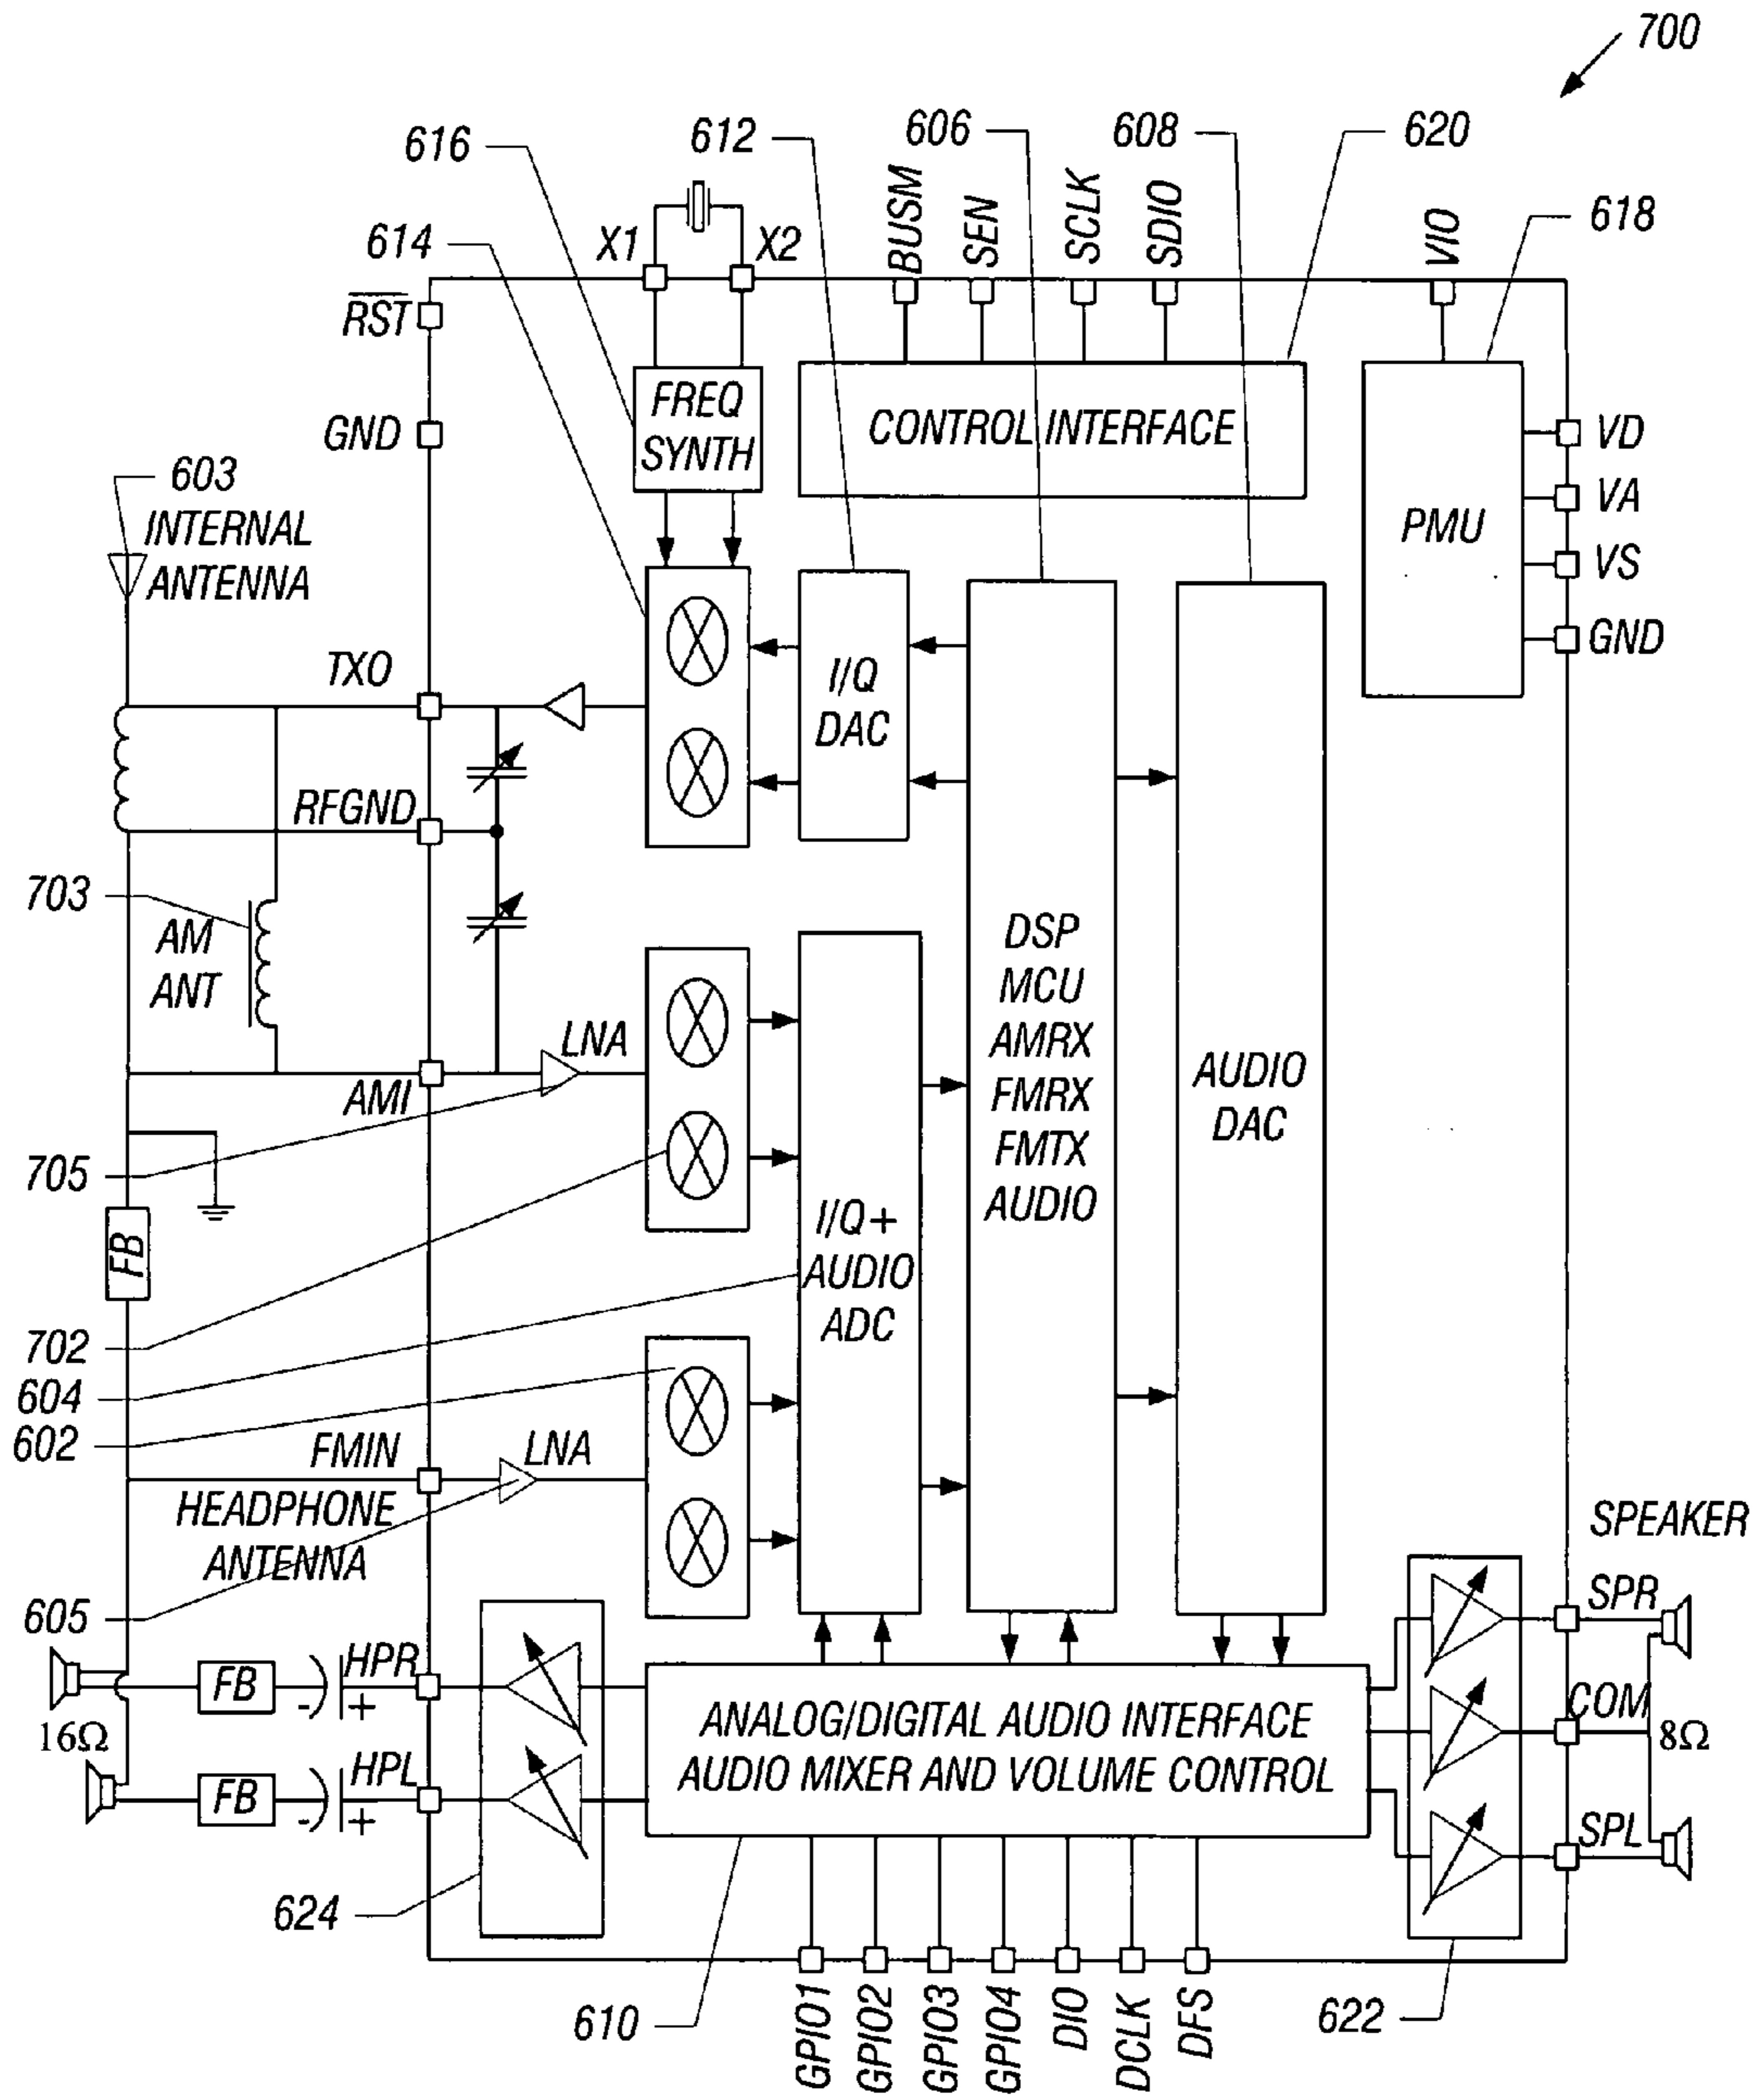 700
616
612
606
608
620
614
X1
X2
BUSM
SEN
SCLK
SDIO
VIO
618
RST
GND
FREQ
SYNTH
CONTROL INTERFACE
PMU
VD
VA
VS
GND
603
INTERNAL
ANTENNA
TXO
I/Q
DAC
RFGND
703
AM
ANT
LNA
AMI
705
DSP
MCU
AMRX
FMRX
FMTX
AUDIO
AUDIO
DAC
FB
I/Q+
AUDIO
ADC
702
604
602
FMIN
LNA
HEADPHONE
ANTENNA
605
SPEAKER
SPR
COM
8Ω
SPL
FB
-
+
HPR
16Ω
FB
-
+
HPL
ANALOG/DIGITAL AUDIO INTERFACE
AUDIO MIXER AND VOLUME CONTROL
624
610
GPIO1
GPIO2
GPIO3
GPIO4
DIO
DCLK
DFS
622